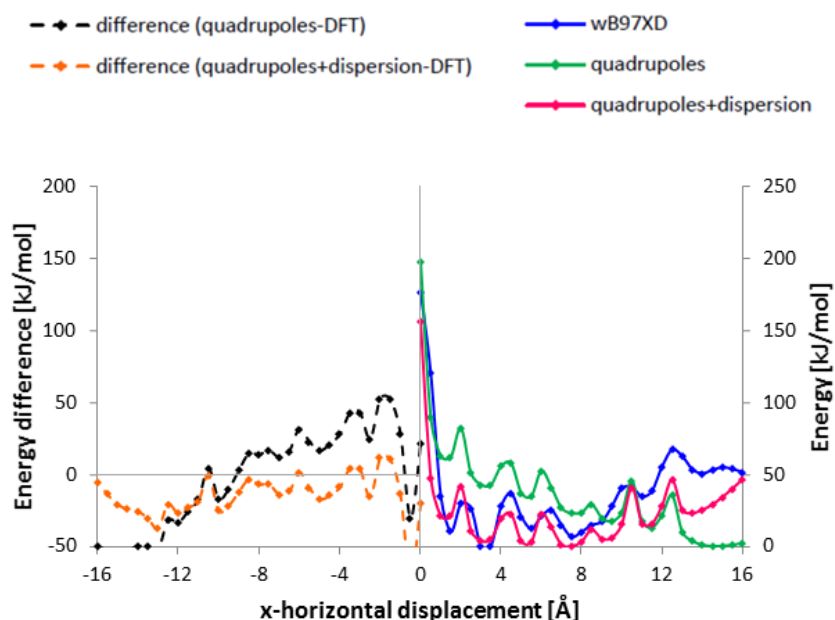 difference (quadrupoles-DFT)
wB97XD
difference (quadrupoles+dispersion-DFT)
quadrupoles
quadrupoles+dispersion
200
250
150
200
100
150
50
100
0
50
-50
0
-16
-12
-8
-4
0
4
8
12
16
Energy difference [kJ/mol]
Energy [kJ/mol]
x-horizontal displacement [Å]